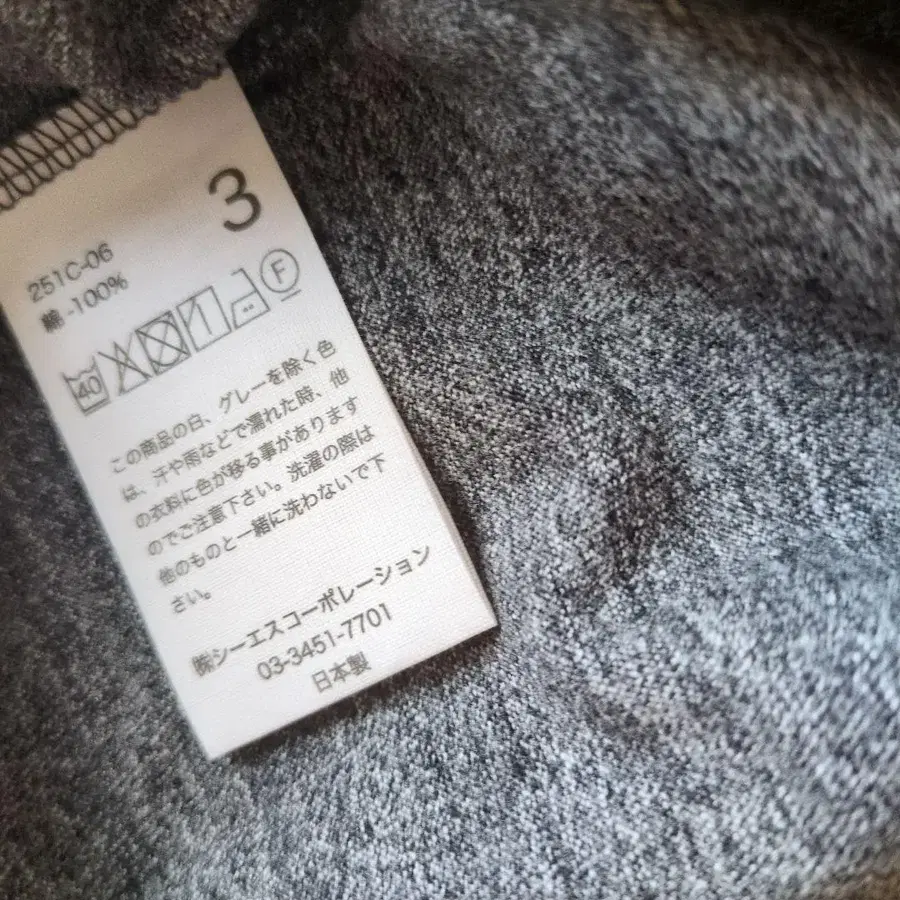 3
251C-06
綿-100%
40 F
この商品の白、グレーを除く色
は、汗や雨などで濡れた時、他
の衣料に色が移る事があります
のでご注意下さい。洗濯の際は
他のものと一緒に洗わないで下
さい。
㈱シーエスコーポレーション
03-3451-7701
日本製